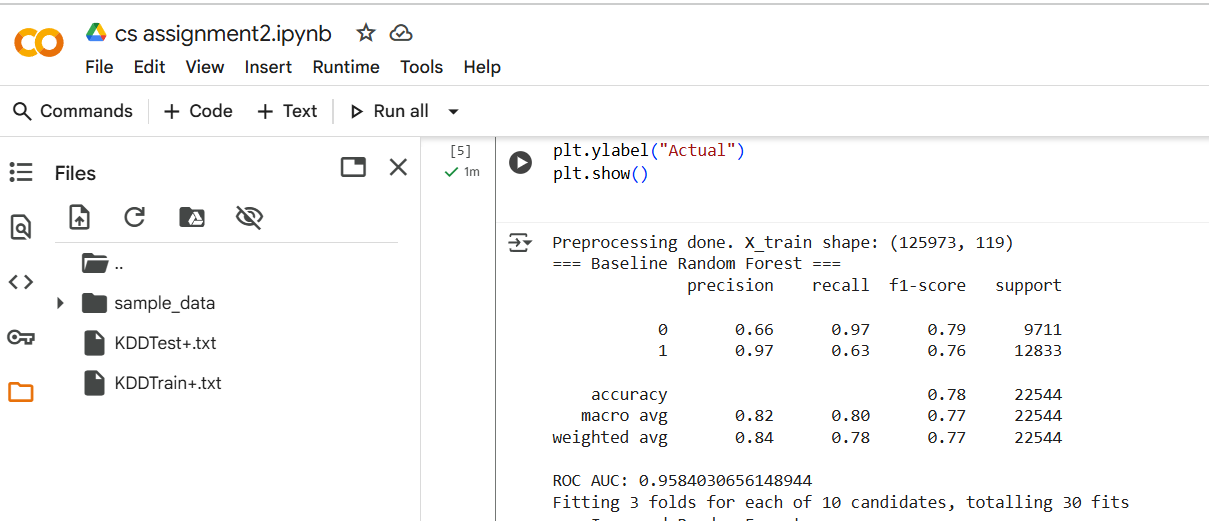 cs assignment2.ipynb
File Edit View Insert Runtime Tools Help
Commands + Code + Text Run all
Files
..
sample_data
KDDTest+.txt
KDDTrain+.txt
[5]
1m
plt.ylabel("Actual")
plt.show()
Preprocessing done. X_train shape: (125973, 119)
=== Baseline Random Forest ===
precision recall f1-score support
0 0.66 0.97 0.79 9711
1 0.97 0.63 0.76 12833
accuracy 0.78 22544
macro avg 0.82 0.80 0.77 22544
weighted avg 0.84 0.78 0.77 22544
ROC AUC: 0.9584030656148944
Fitting 3 folds for each of 10 candidates, totalling 30 fits